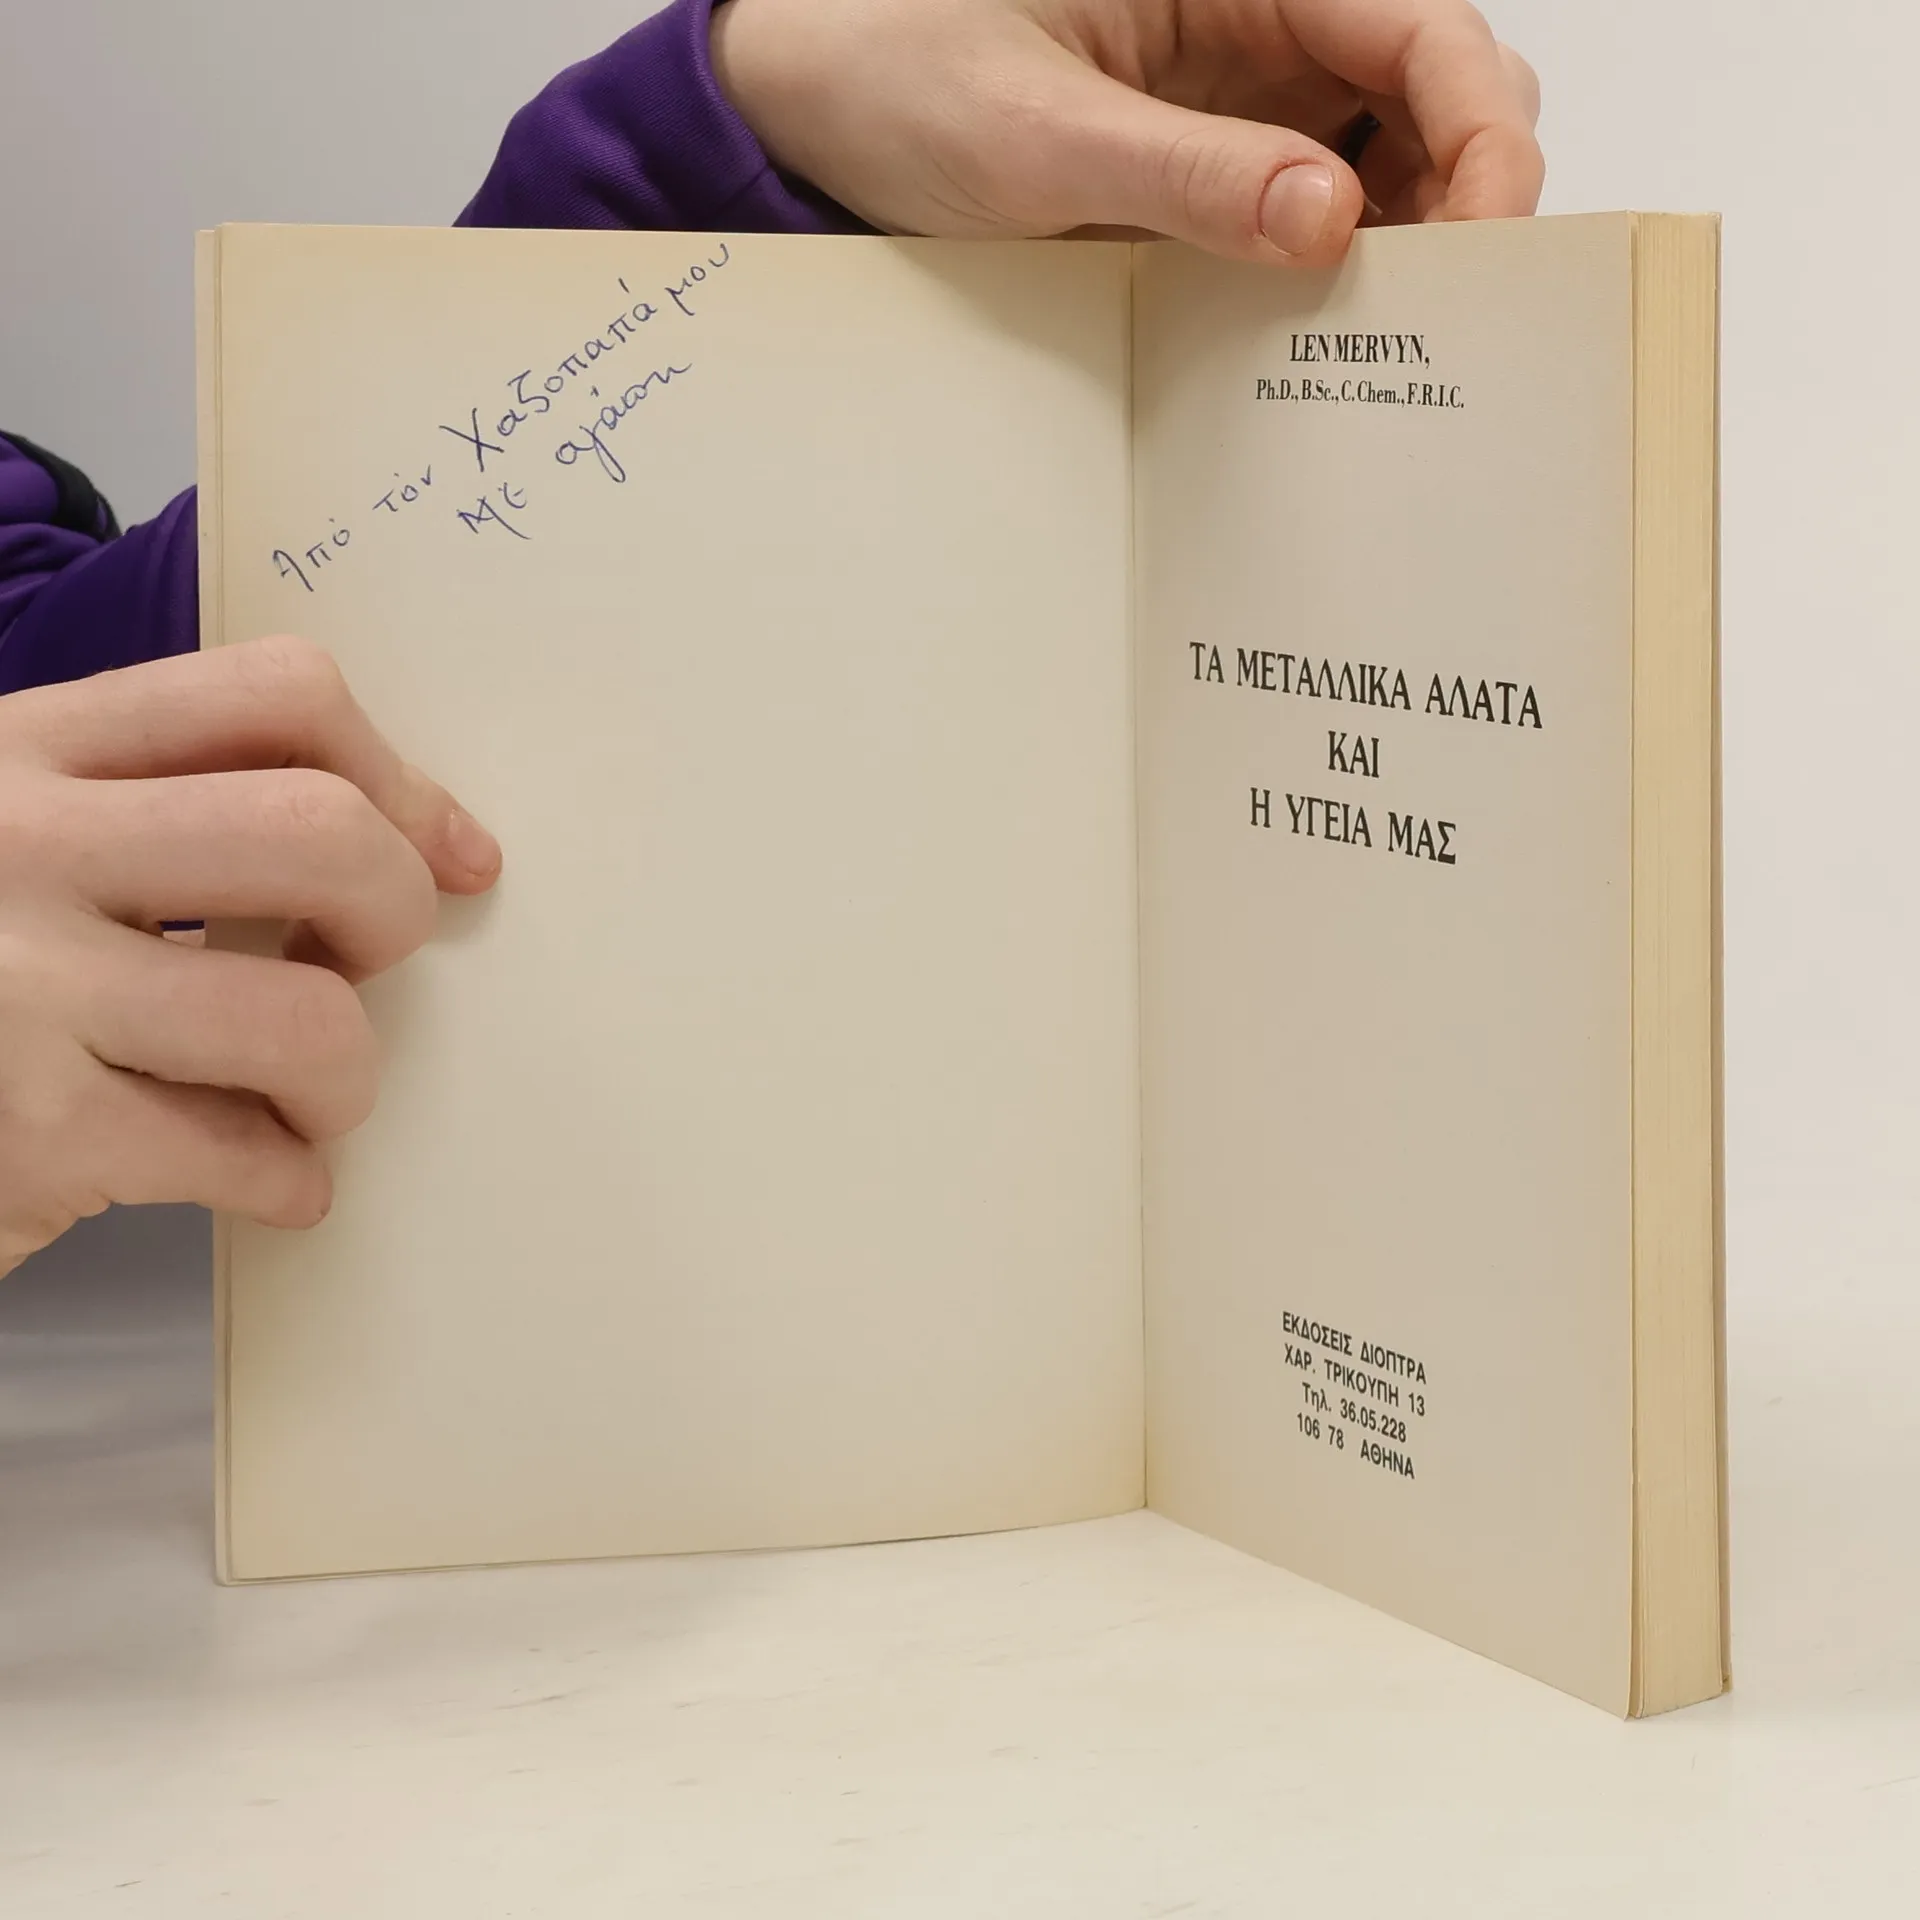 Από τόν Χαζοπαπά μου
Με αγάπη
LEN MERVYN,
Ph.D., B.Sc., C.Chem., F.R.I.C.
ΤΑ ΜΕΤΑΛΛΙΚΑ ΑΛΑΤΑ
ΚΑΙ
Η ΥΓΕΙΑ ΜΑΣ
ΕΚΔΟΣΕΙΣ ΔΙΟΠΤΡΑ
ΧΑΡ. ΤΡΙΚΟΥΠΗ 13
Τηλ. 36.05.228
106 78 ΑΘΗΝΑ